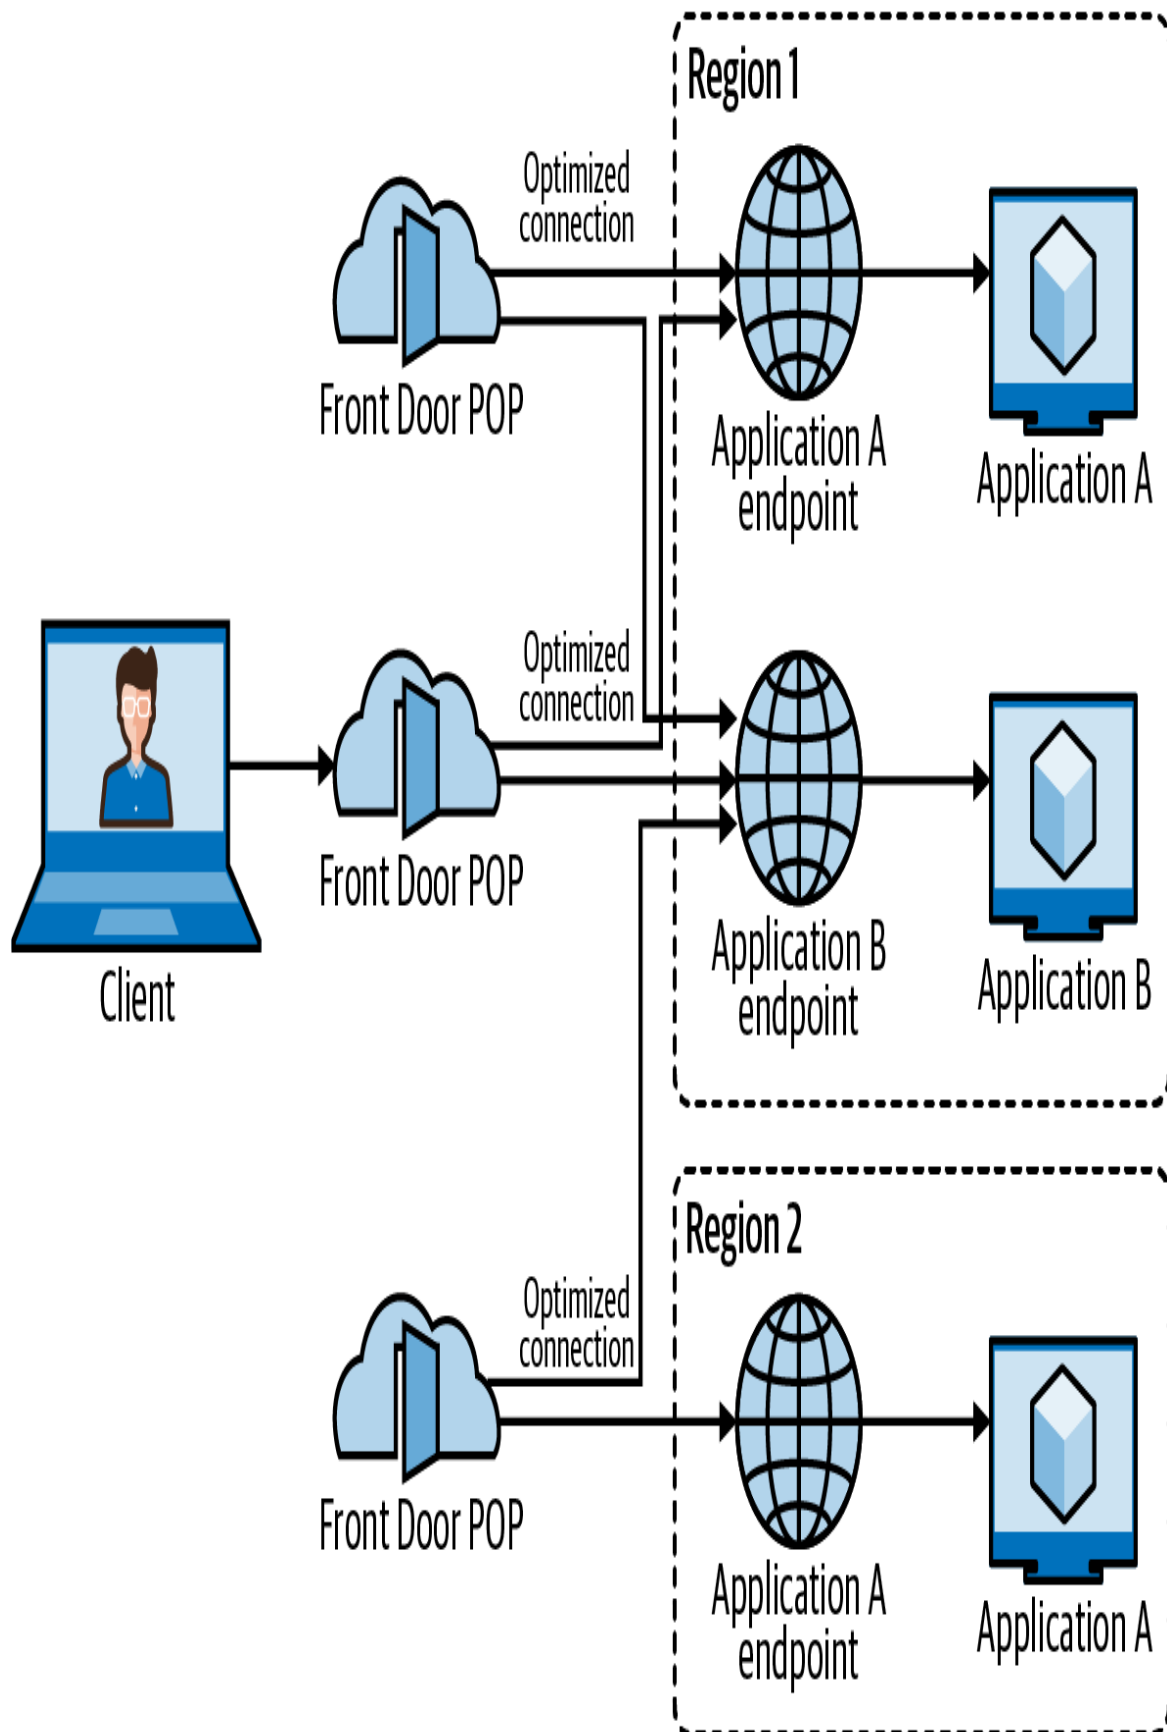 Region 1
Optimized
connection
Front Door POP
Application A
endpoint
Application A
Optimized
connection
Front Door POP
Client
Application B
endpoint
Application B
Region 2
Optimized
connection
Front Door POP
Application A
endpoint
Application A